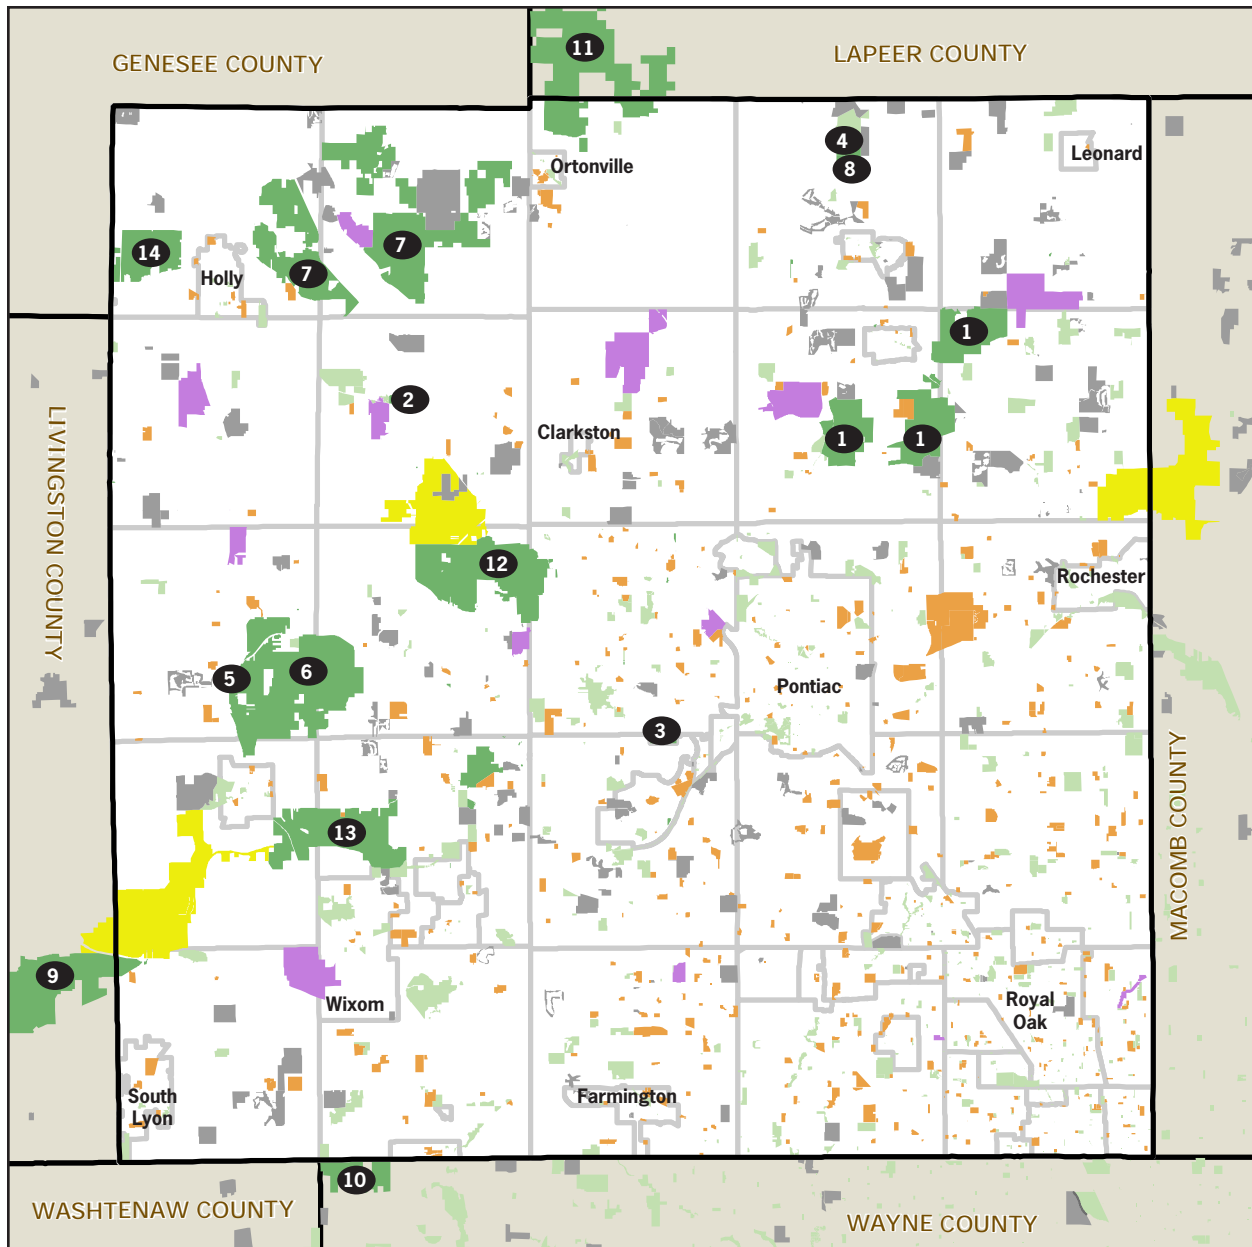 11
GENESEE COUNTY
LAPEER COUNTY
4
Ortonville
Leonard
8
7
14
7
Holly
1
2
Clarkston
1
1
LIVINGSTON COUNTY
12
Rochester
5
6
Pontiac
3
MACOMB COUNTY
13
9
Wixom
Royal
Oak
South
Lyon
Farmington
10
WASHTENAW COUNTY
WAYNE COUNTY